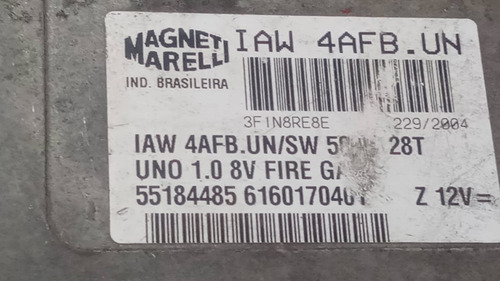 MAGNETI MARELLI
IAW 4AFB.UN
IND. BRASILEIRA
3F1N8RE8E 229/2004
IAW 4AFB.UN/SW 28T
UNO 1.0 8V FIRE
55184485 Z 12V=